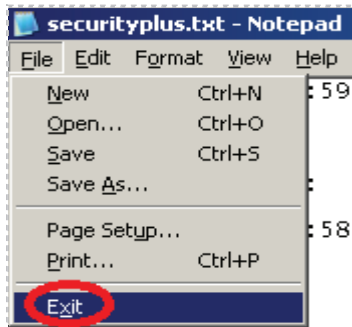 securityplus.txt - Notepad
File Edit Format View Help
New Ctrl+N :59
Open... Ctrl+O
Save Ctrl+S
Save As... :
Page Setup... :58
Print... Ctrl+P
Exit